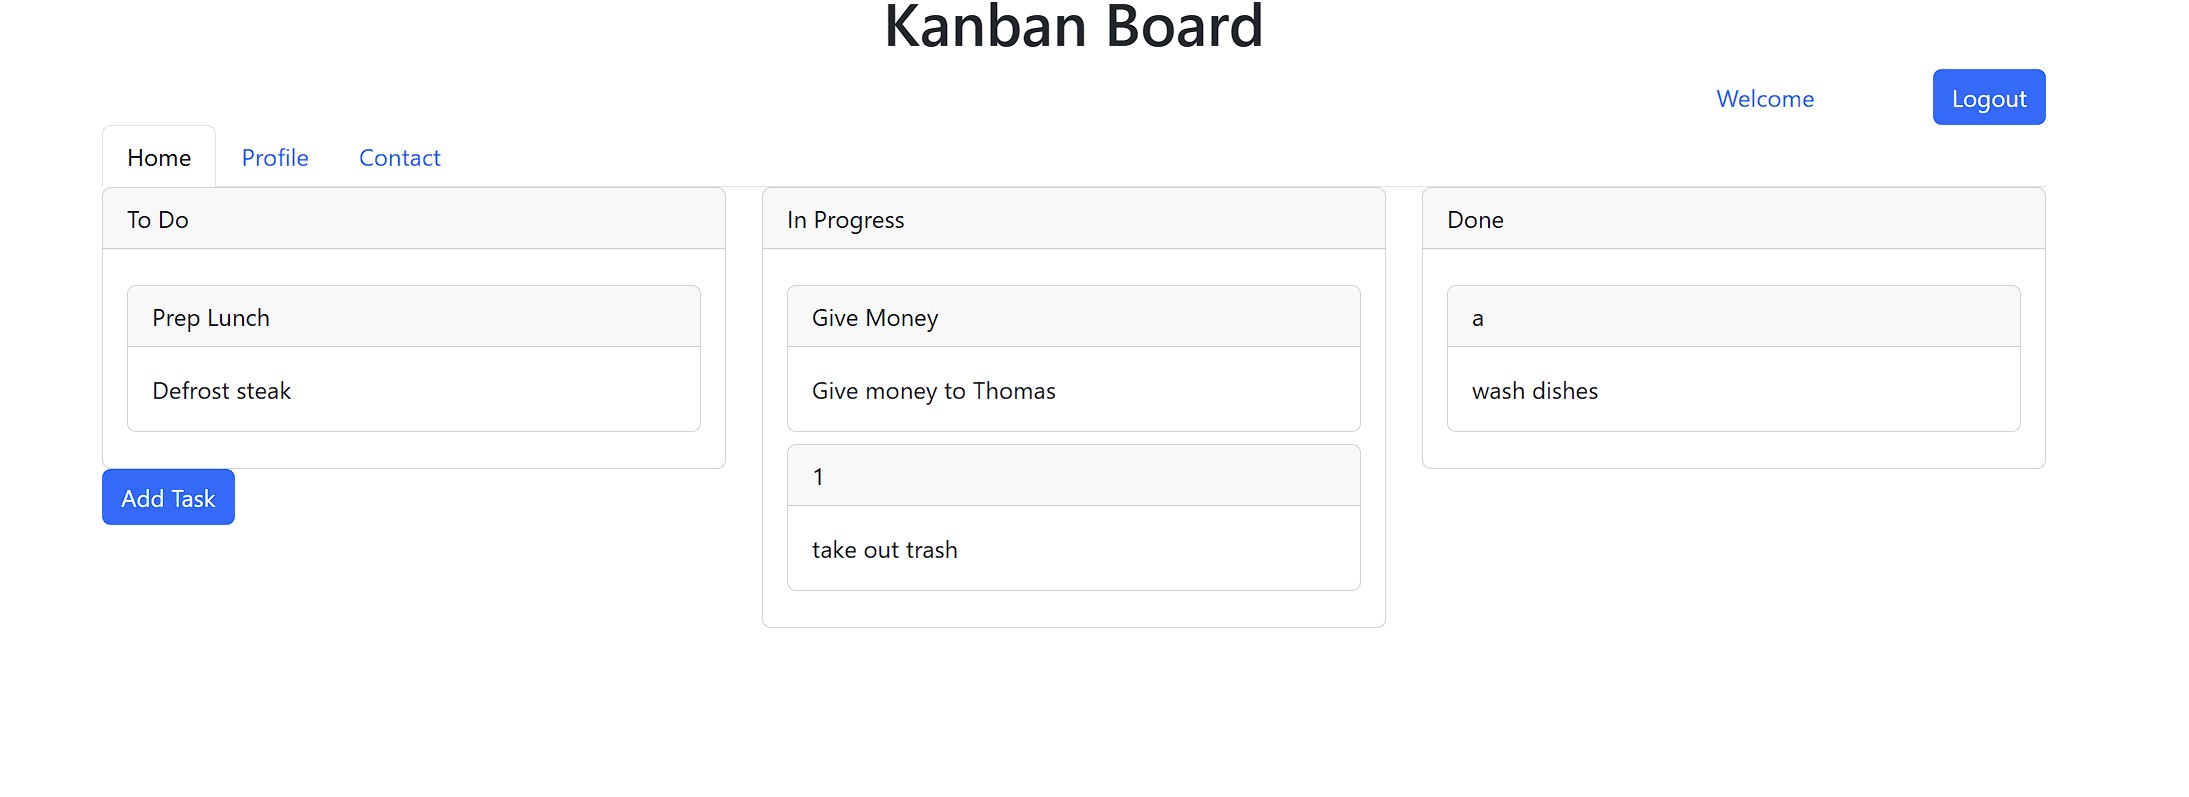 Kanban Board
Welcome
Logout
Home
Profile
Contact
To Do
Prep Lunch
Defrost steak
Add Task
In Progress
Give Money
Give money to Thomas
1
take out trash
Done
a
wash dishes